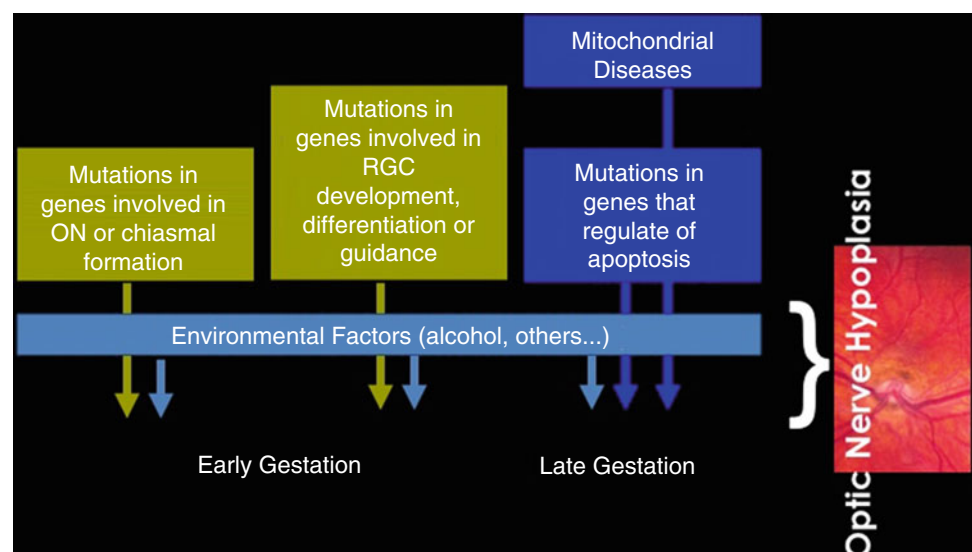 Mutations in
genes involved in
ON or chiasmal
formation
Mutations in
genes involved in
RGC
development,
differentiation or
guidance
Mitochondrial
Diseases
Mutations in
genes that
regulate of
apoptosis
Environmental Factors (alcohol, others...)
Early Gestation
Late Gestation
}
Optic Nerve Hypoplasia